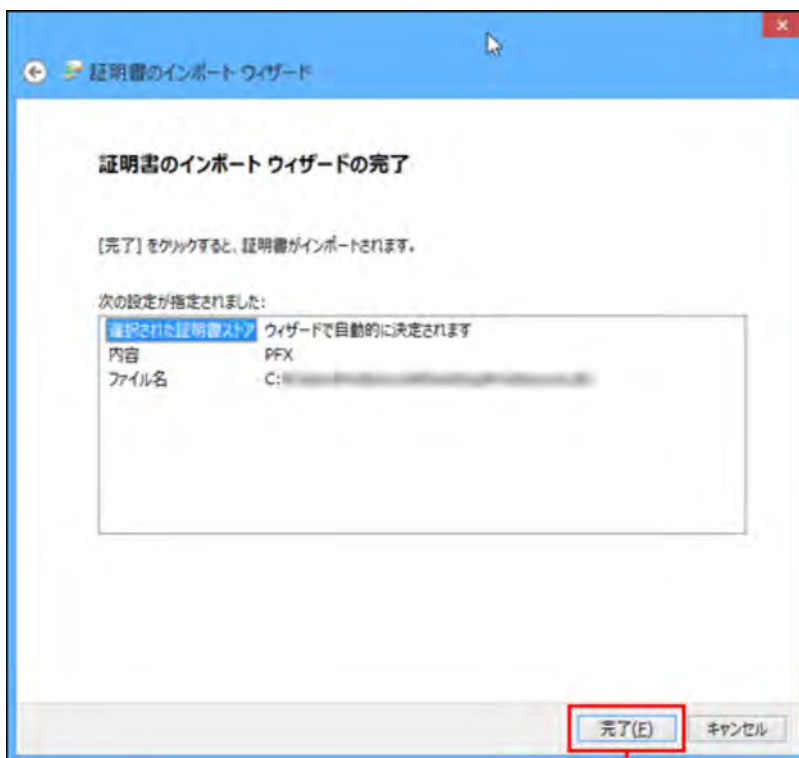 証明書のインポート ウィザード
証明書のインポート ウィザードの完了
[完了] をクリックすると、証明書がインポートされます。
次の設定が指定されました:
選択された証明書ストア ウィザードで自動的に決定されます
内容 PFX
ファイル名 C:
完了(F) キャンセル